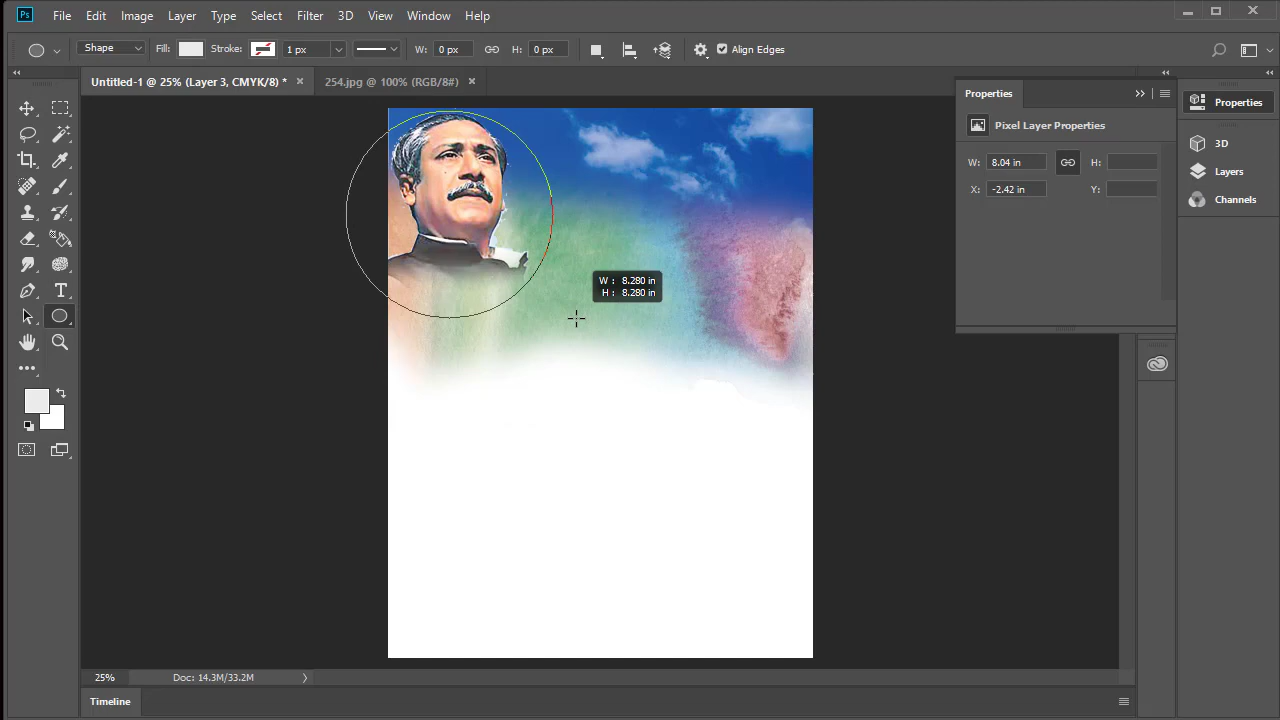 Ps File Edit Image Layer Type Select Filter 3D View Window Help
Shape Fill: Stroke: 1 px W: 0 px H: 0 px Align Edges
Untitled-1 @ 25% (Layer 3, CMYK/8) * × 254.jpg @ 100% (RGB/8#) ×
Properties
Properties
Pixel Layer Properties
3D
W: 8.04 in H:
Layers
X: -2.42 in Y:
Channels
W : 8.280 in
H : 8.280 in
25% Doc: 14.3M/33.2M
Timeline